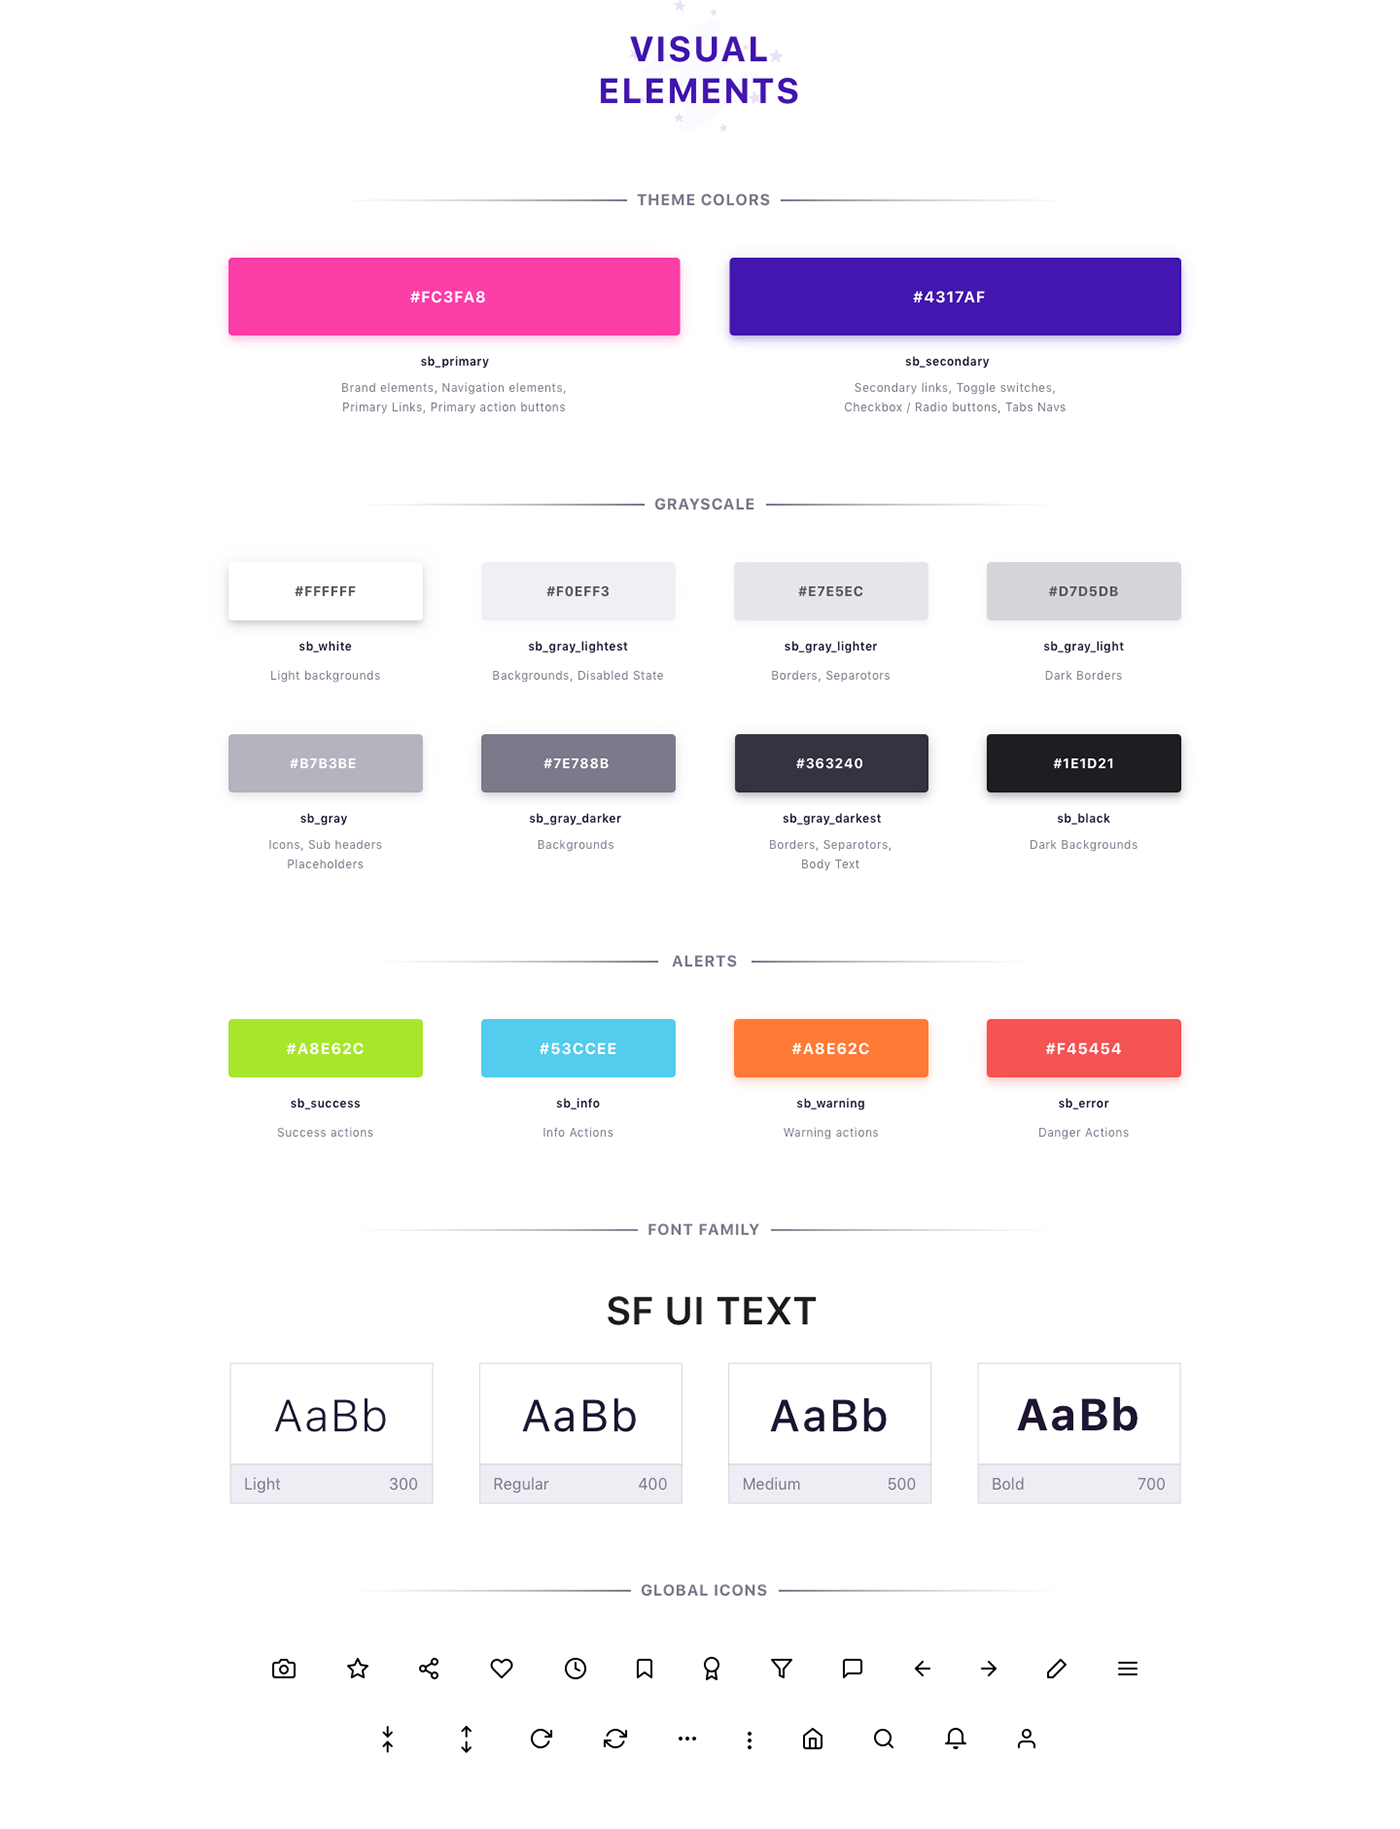 VISUAL
ELEMENTS
THEME COLORS
#FC3FA8
#4317AF
sb_primary
sb_secondary
Brand elements, Navigation elements,
Primary Links, Primary action buttons
Secondary links, Toggle switches,
Checkbox / Radio buttons, Tabs Navs
GRAYSCALE
#FFFFFF
#F0EFF3
#E7E5EC
#D7D5DB
sb_white
sb_gray_lightest
sb_gray_lighter
sb_gray_light
Light backgrounds
Backgrounds, Disabled State
Borders, Separotors
Dark Borders
#B7B3BE
#7E788B
#363240
#1E1D21
sb_gray
sb_gray_darker
sb_gray_darkest
sb_black
Icons, Sub headers
Placeholders
Backgrounds
Borders, Separotors,
Body Text
Dark Backgrounds
ALERTS
#A8E62C
#53CCEE
#A8E62C
#F45454
sb_success
sb_info
sb_warning
sb_error
Success actions
Info Actions
Warning actions
Danger Actions
FONT FAMILY
SF UI TEXT
AaBb
AaBb
AaBb
AaBb
Light 300
Regular 400
Medium 500
Bold 700
GLOBAL ICONS